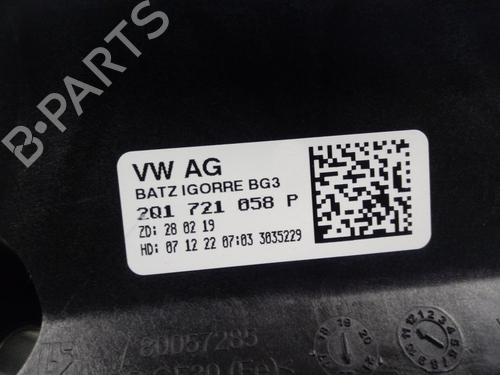 B-PARTS
VW AG
BATZ IGORRE BG3
2Q1 721 058 P
ZD: 28 02 19
HD: 07 12 22 07:03 3035229
80057285